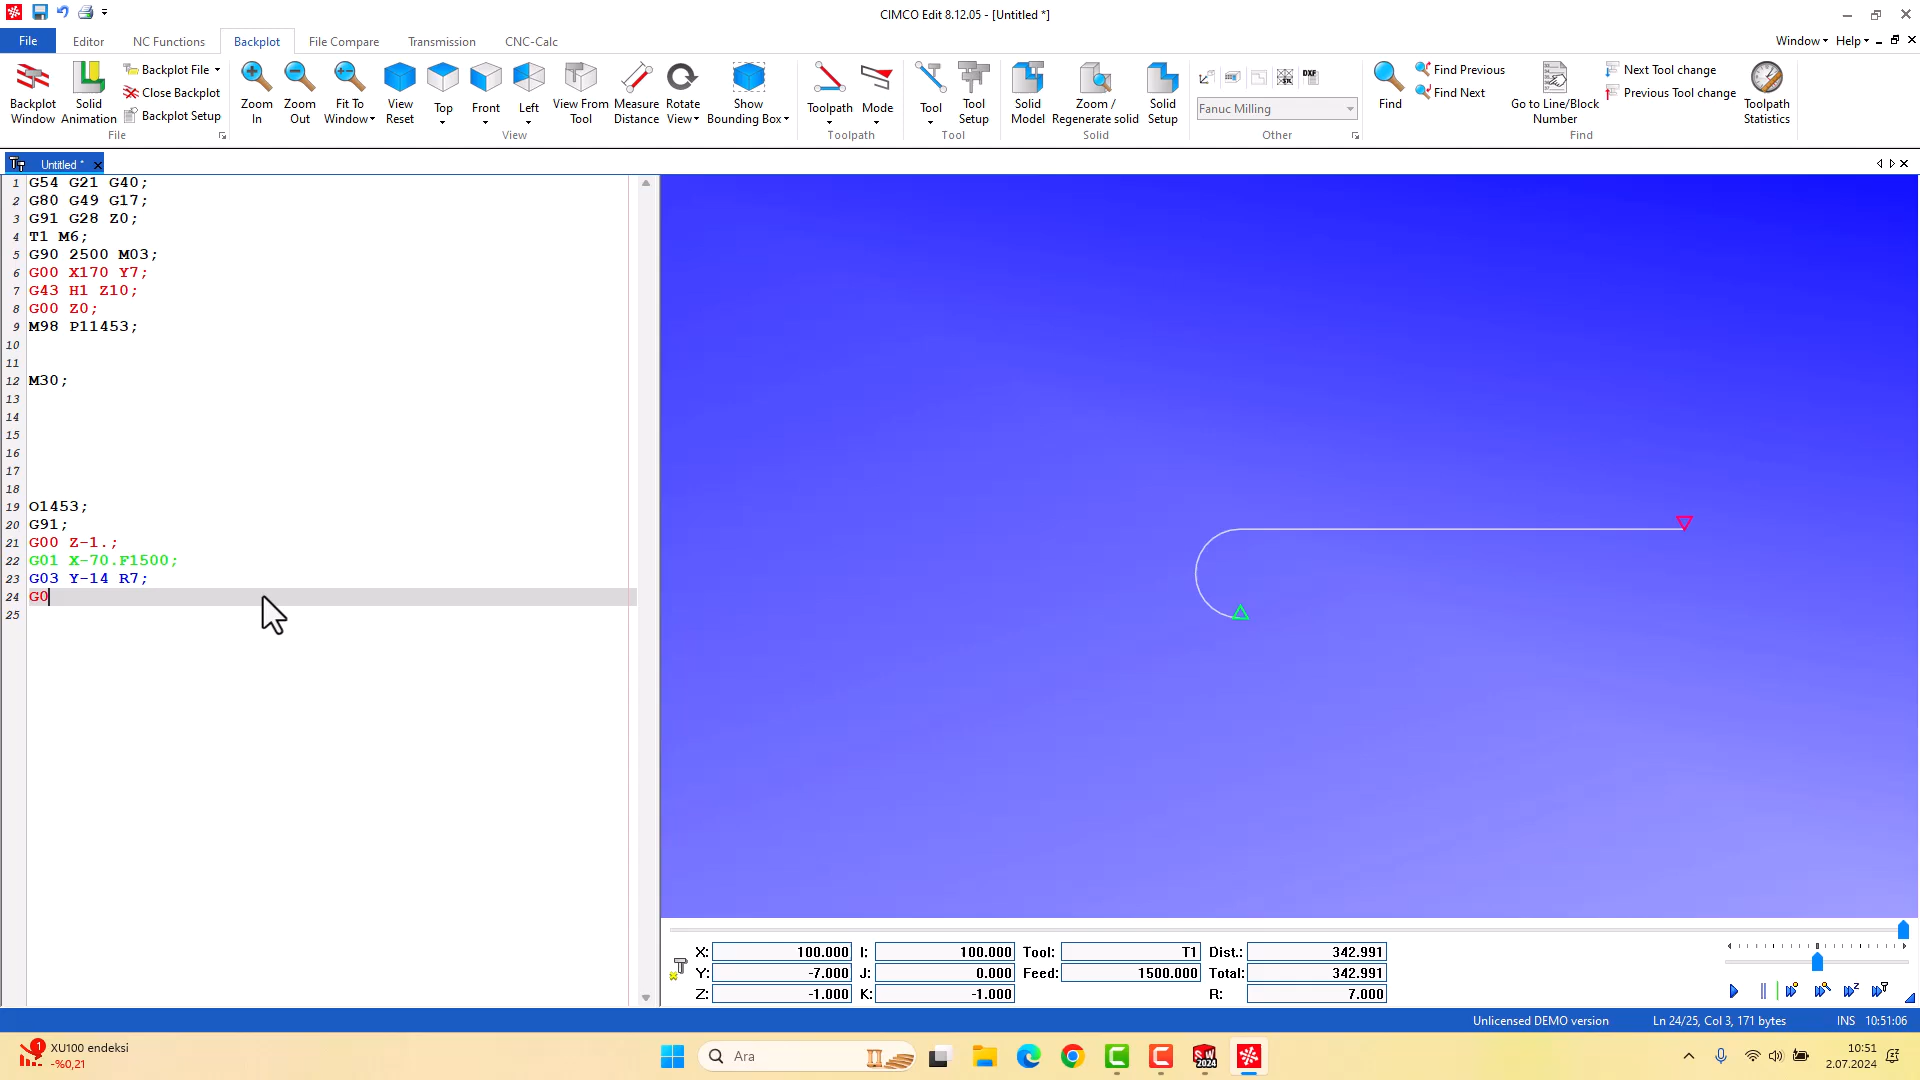 CIMCO Edit 8.12.05 - [Untitled *]
File Editor NC Functions Backplot File Compare Transmission CNC-Calc Window Help
Backplot Window
Solid Animation
Backplot File
Close Backplot
Backplot Setup
File
Zoom In
Zoom Out
Fit To Window
View Reset
Top
Front
Left
View From Tool
Measure Distance
Rotate View
Show Bounding Box
View
Toolpath
Mode
Toolpath
Tool
Tool Setup
Tool
Solid Model
Zoom / Regenerate solid
Solid Setup
Solid
DXF
Fanuc Milling
Other
Find
Find Previous
Find Next
Go to Line/Block Number
Next Tool change
Previous Tool change
Toolpath Statistics
Find
Untitled *
1 G54 G21 G40;
2 G80 G49 G17;
3 G91 G28 Z0;
4 T1 M6;
5 G90 2500 M03;
6 G00 X170 Y7;
7 G43 H1 Z10;
8 G00 Z0;
9 M98 P11453;
10
11
12 M30;
13
14
15
16
17
18
19 O1453;
20 G91;
21 G00 Z-1.;
22 G01 X-70.F1500;
23 G03 Y-14 R7;
24 G0
25
X: 100.000 I: 100.000 Tool: T1 Dist.: 342.991
Y: -7.000 J: 0.000 Feed: 1500.000 Total: 342.991
Z: -1.000 K: -1.000 R: 7.000
Unlicensed DEMO version Ln 24/25, Col 3, 171 bytes INS 10:51:06
1 XU100 endeksi
-%0,21
Ara
SW 2024
10:51
2.07.2024